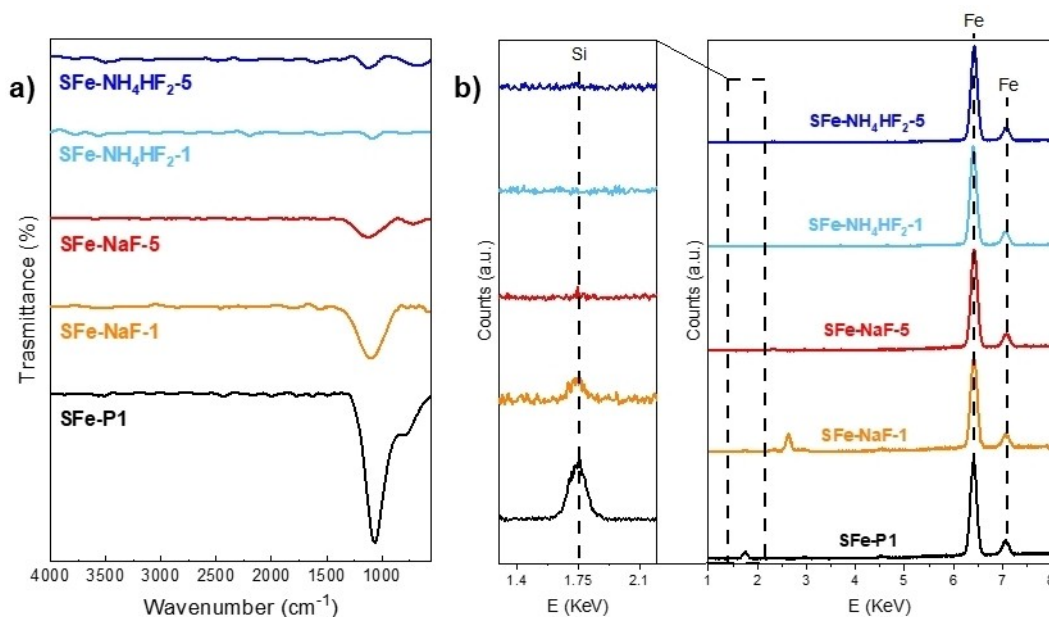 a)
SFe-NH₄HF₂-5
SFe-NH₄HF₂-1
SFe-NaF-5
SFe-NaF-1
SFe-P1
Trasmittance (%)
4000 3500 3000 2500 2000 1500 1000
Wavenumber (cm⁻¹)
b)
Si
Counts (a.u.)
1.4 1.75 2.1
E (KeV)
Fe
Fe
SFe-NH₄HF₂-5
SFe-NH₄HF₂-1
SFe-NaF-5
SFe-NaF-1
SFe-P1
Counts (a.u.)
1 2 3 4 5 6 7 8
E (KeV)